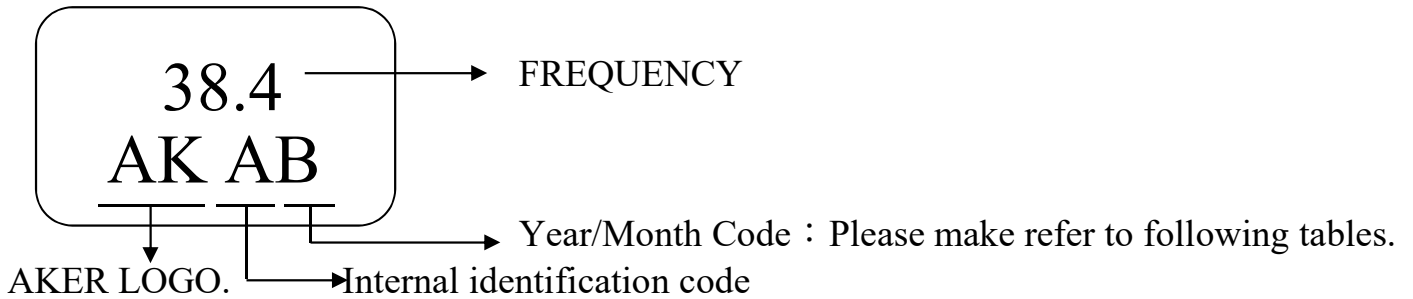 38.4
FREQUENCY
AK AB
Year/Month Code：Please make refer to following tables.
AKER LOGO.
Internal identification code